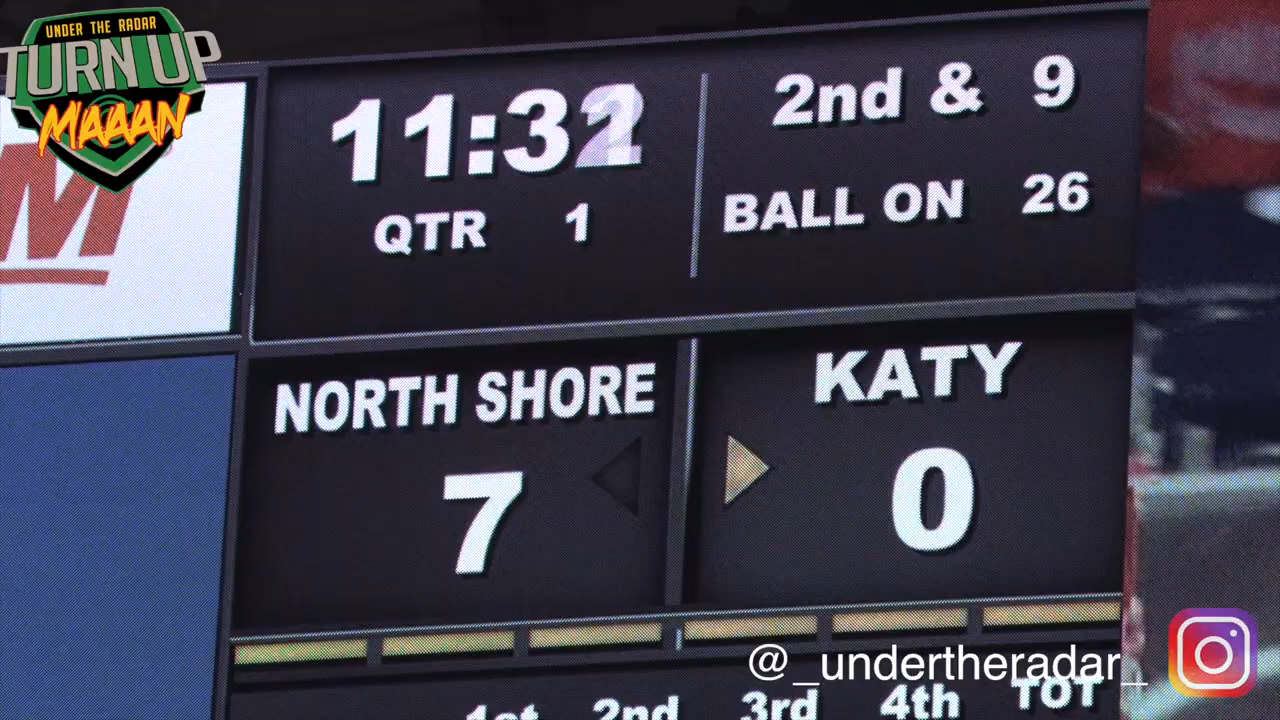 UNDER THE RADAR
TURN UP
MAAAN
M
11:32
2nd & 9
QTR 1
BALL ON 26
NORTH SHORE
KATY
7
0
@_undertheradar_
1st 2nd 3rd 4th TOT